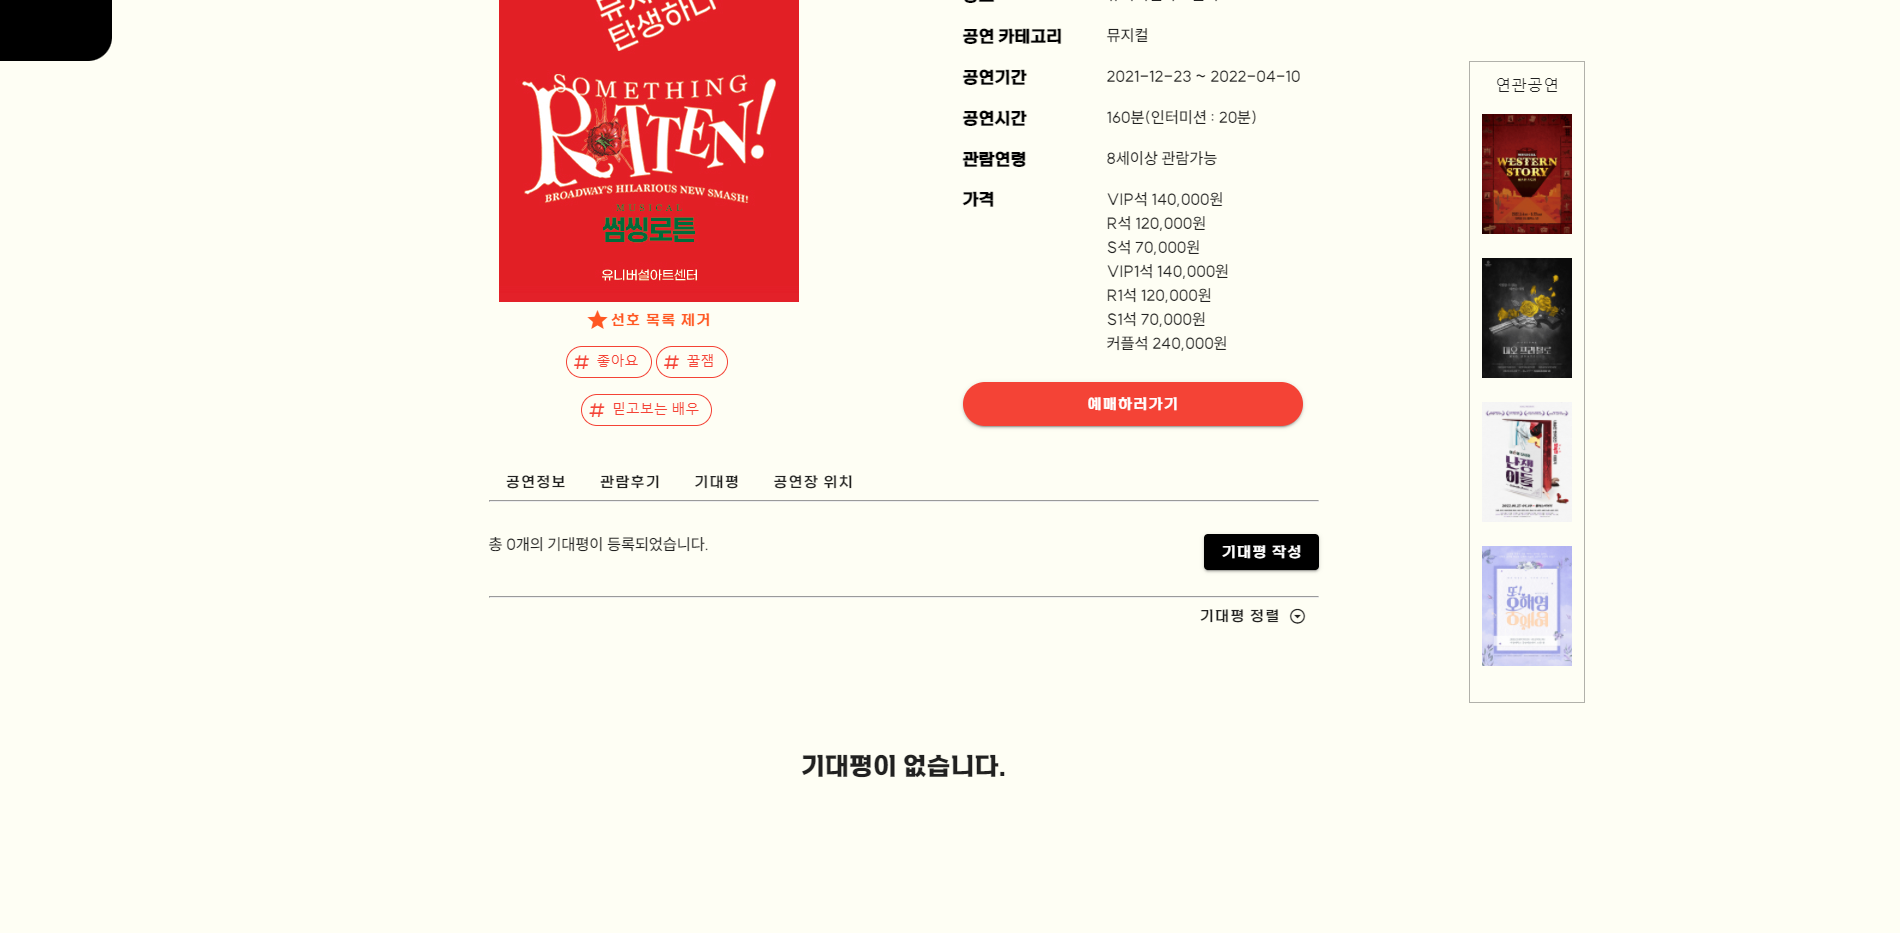 탄생하다
SOMETHING
ROTTEN!
BROADWAY'S HILARIOUS NEW SMASH!
MUSICAL
썸씽로튼
유니버설아트센터
선호 목록 제거
# 좋아요
# 꿀잼
# 믿고보는 배우
공연 카테고리 뮤지컬
공연기간 2021-12-23 ~ 2022-04-10
공연시간 160분(인터미션 : 20분)
관람연령 8세이상 관람가능
가격 VIP석 140,000원
R석 120,000원
S석 70,000원
VIP1석 140,000원
R1석 120,000원
S1석 70,000원
커플석 240,000원
예매하러가기
공연정보 관람후기 기대평 공연장 위치
총 0개의 기대평이 등록되었습니다.
기대평 작성
기대평 정렬
기대평이 없습니다.
연관공연
WESTERN
STORY
난쟁
이들
또!
오해영